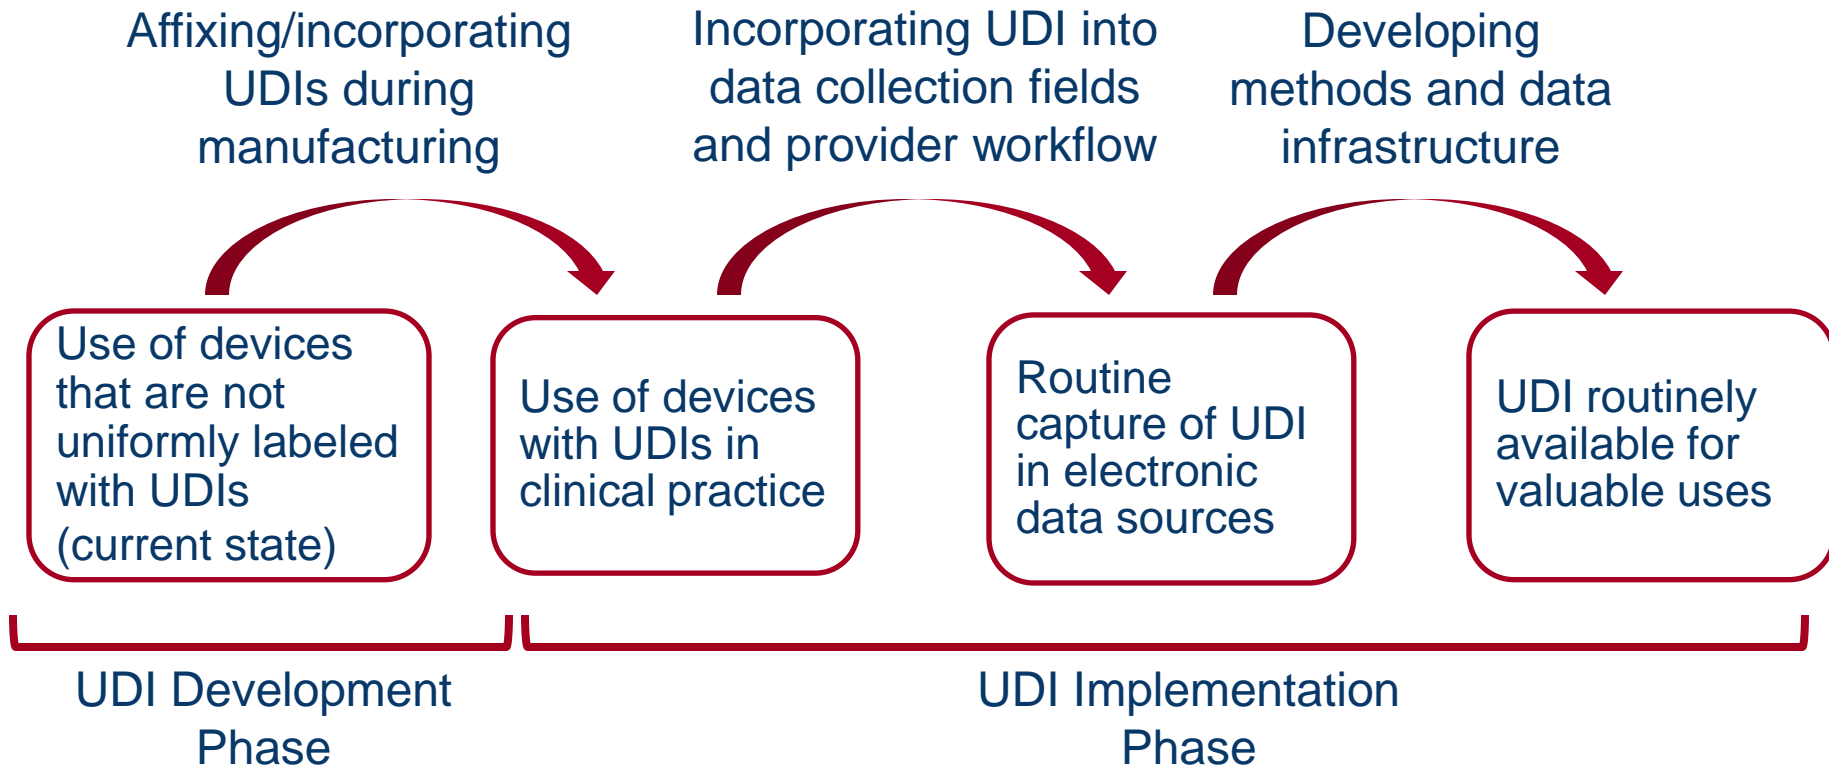 Affixing/incorporating
UDIs during
manufacturing
Incorporating UDI into
data collection fields
and provider workflow
Developing
methods and data
infrastructure
Use of devices
that are not
uniformly labeled
with UDIs
(current state)
Use of devices
with UDIs in
clinical practice
Routine
capture of UDI
in electronic
data sources
UDI routinely
available for
valuable uses
UDI Development
Phase
UDI Implementation
Phase